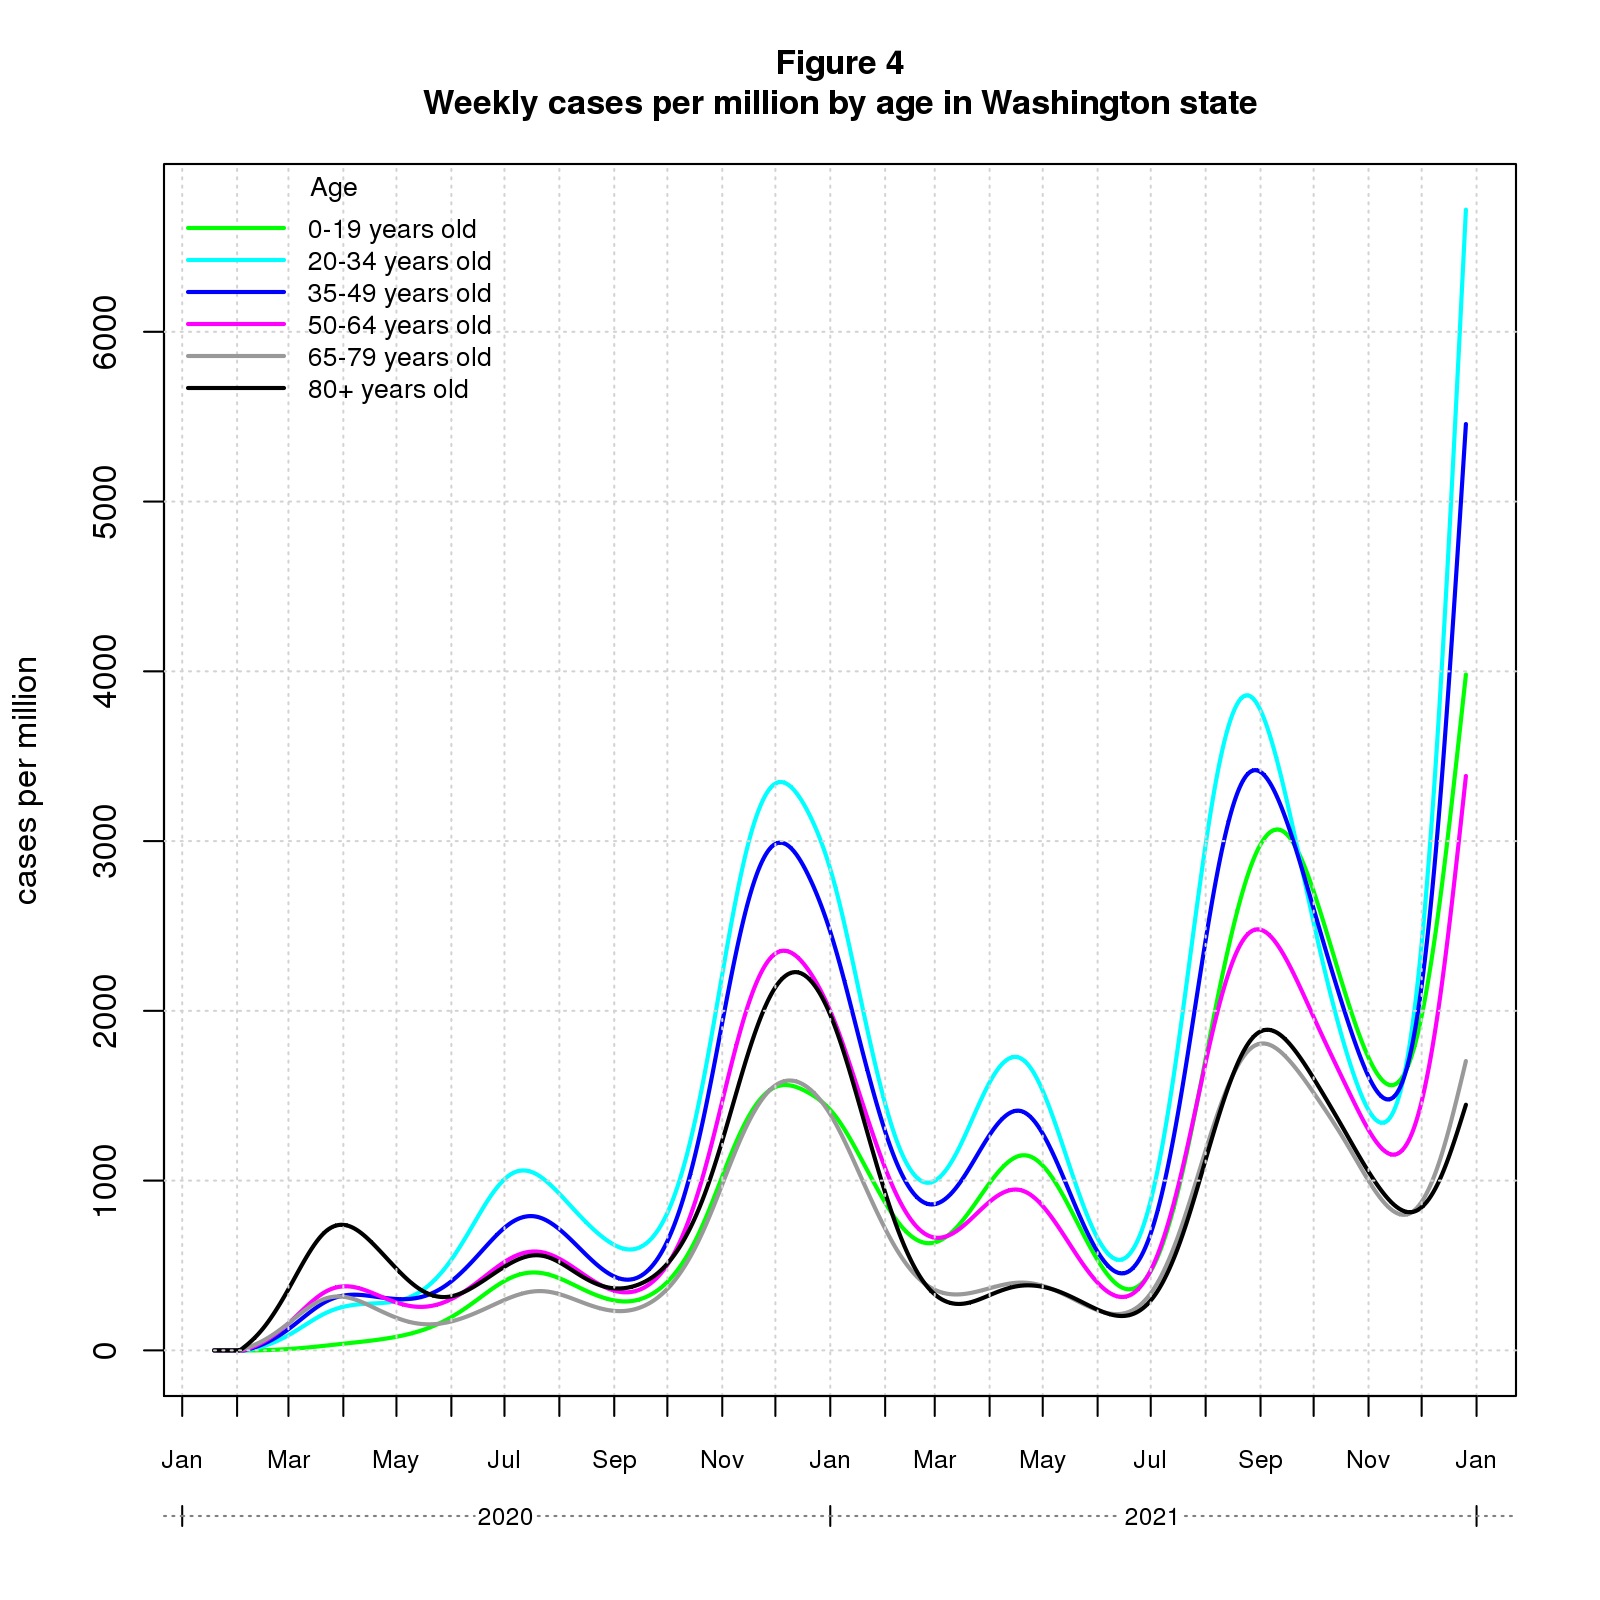 Figure 4
Weekly cases per million by age in Washington state
Age
0-19 years old
20-34 years old
35-49 years old
50-64 years old
65-79 years old
80+ years old
cases per million
6000
5000
4000
3000
2000
1000
0
Jan Mar May Jul Sep Nov Jan Mar May Jul Sep Nov Jan
2020 2021